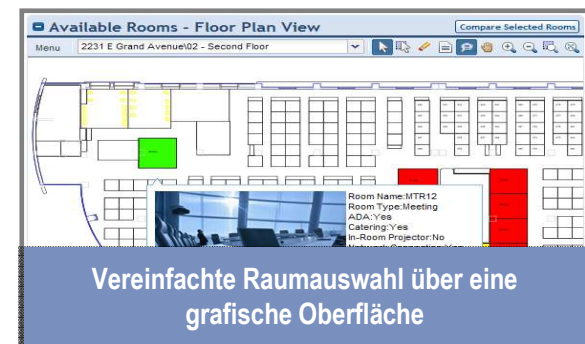 Available Rooms - Floor Plan View
Compare Selected Rooms
Menu
2231 E Grand Avenue\02 - Second Floor
Room Name:MTR12
Room Type:Meeting
ADA:Yes
Catering:Yes
In-Room Projector:No
Vereinfachte Raumauswahl über eine
grafische Oberfläche